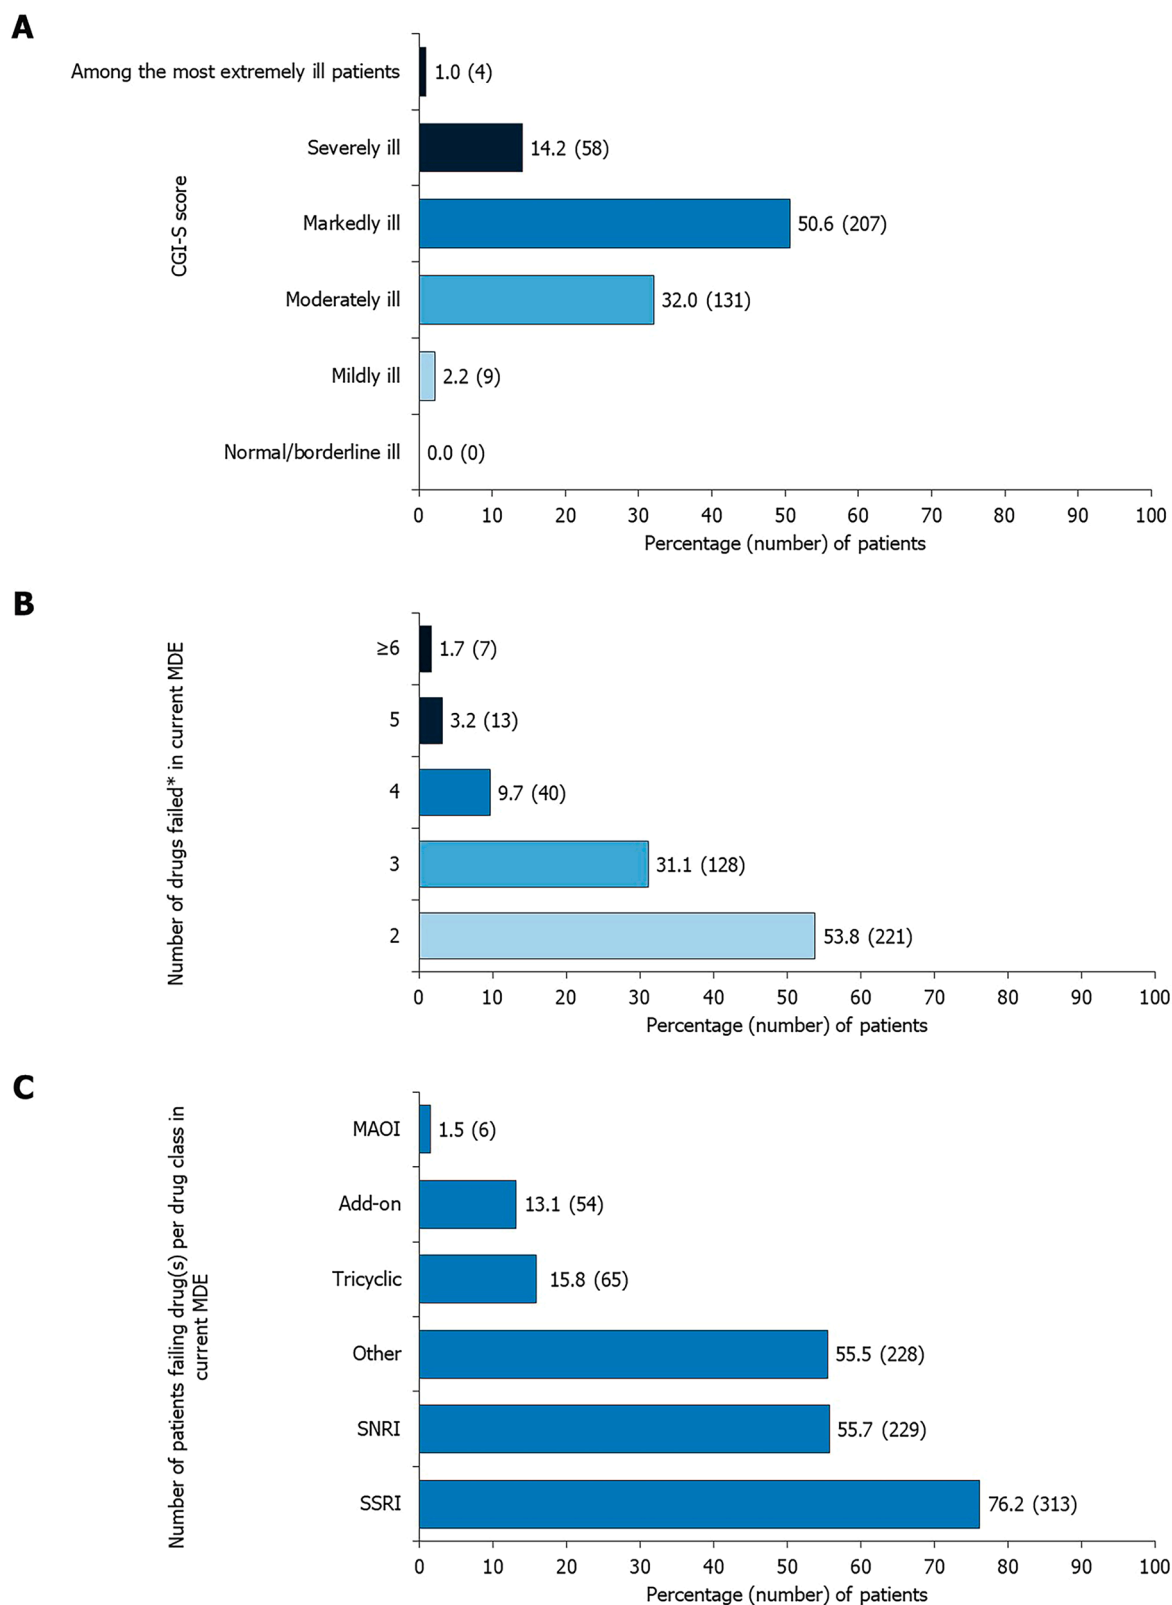 A
Among the most extremely ill patients
1.0 (4)
Severely ill
14.2 (58)
Markedly ill
50.6 (207)
Moderately ill
32.0 (131)
Mildly ill
2.2 (9)
Normal/borderline ill
0.0 (0)
CGI-S score
0 10 20 30 40 50 60 70 80 90 100
Percentage (number) of patients
B
≥6
1.7 (7)
5
3.2 (13)
4
9.7 (40)
3
31.1 (128)
2
53.8 (221)
Number of drugs failed* in current MDE
0 10 20 30 40 50 60 70 80 90 100
Percentage (number) of patients
C
MAOI
1.5 (6)
Add-on
13.1 (54)
Tricyclic
15.8 (65)
Other
55.5 (228)
SNRI
55.7 (229)
SSRI
76.2 (313)
Number of patients failing drug(s) per drug class in
current MDE
0 10 20 30 40 50 60 70 80 90 100
Percentage (number) of patients